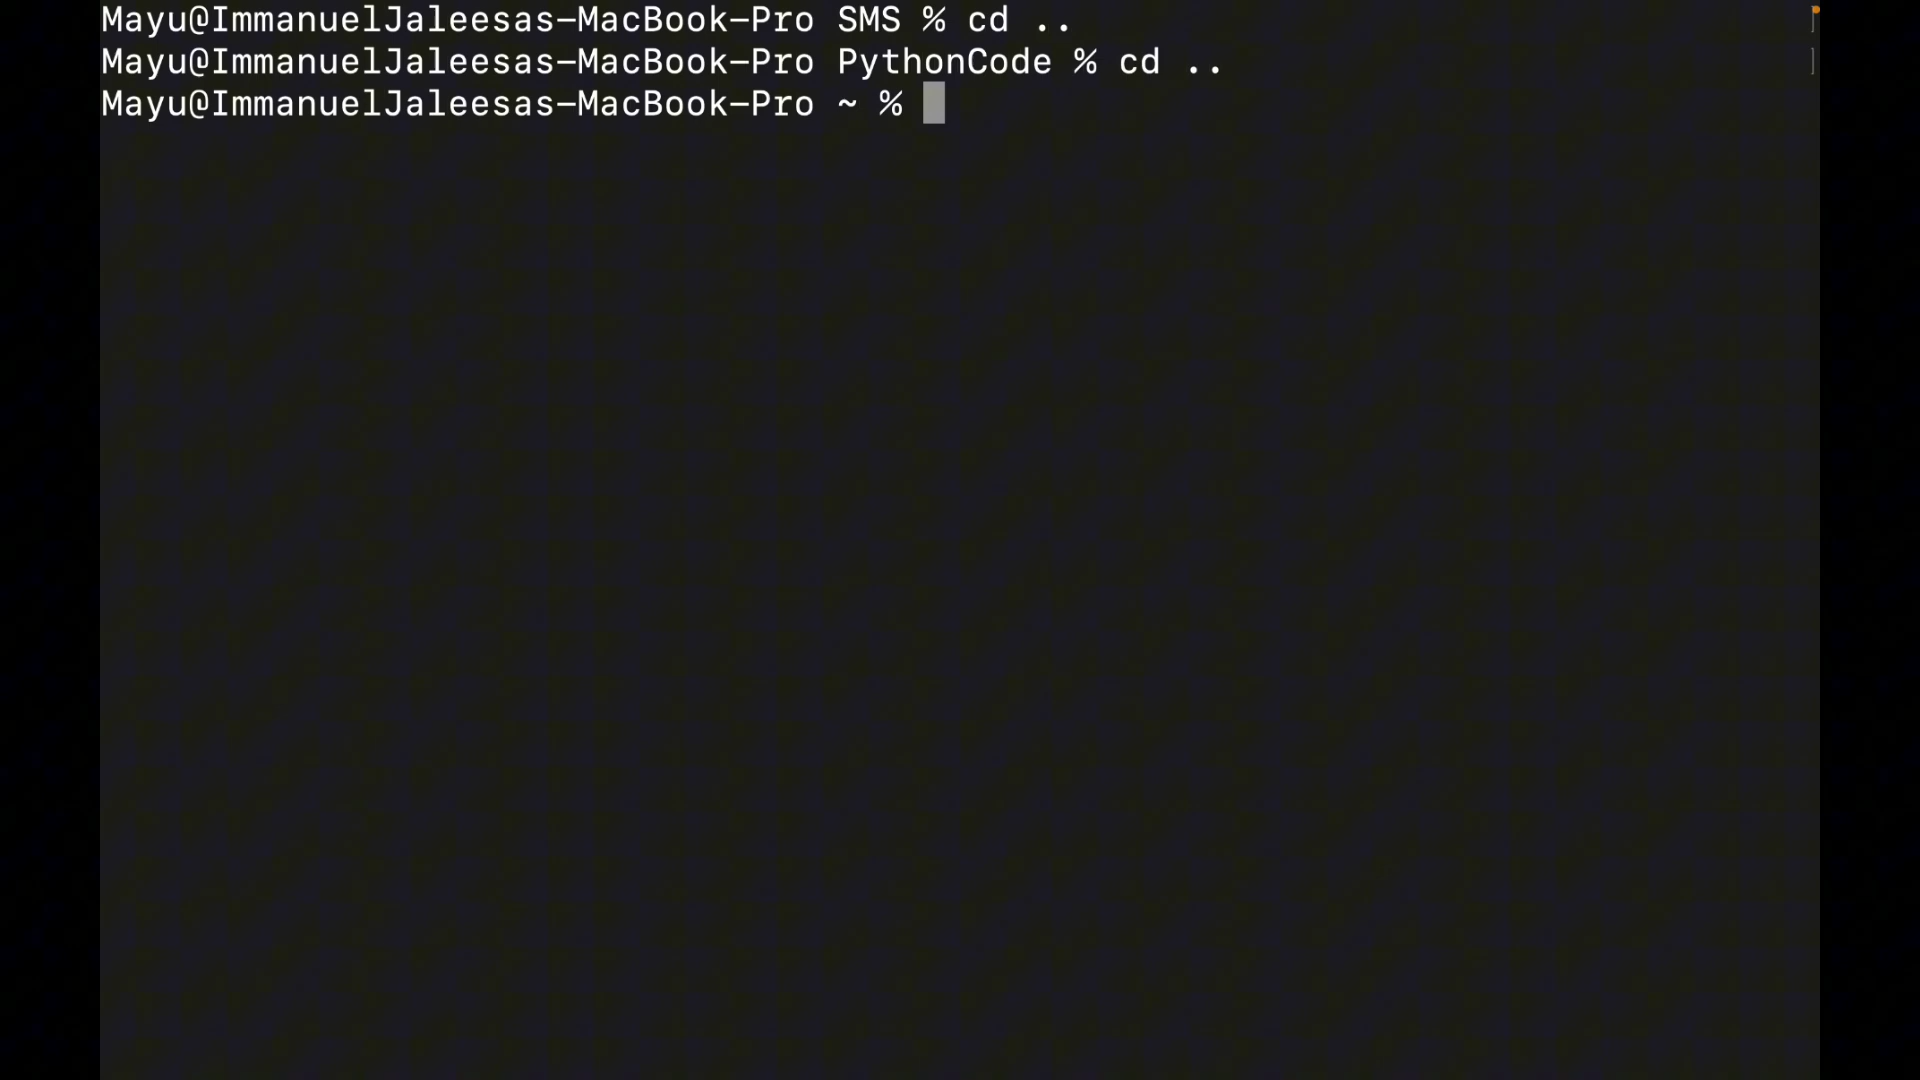 Mayu@ImmanuelJaleesas-MacBook-Pro SMS % cd ..
Mayu@ImmanuelJaleesas-MacBook-Pro PythonCode % cd ..
Mayu@ImmanuelJaleesas-MacBook-Pro ~ %